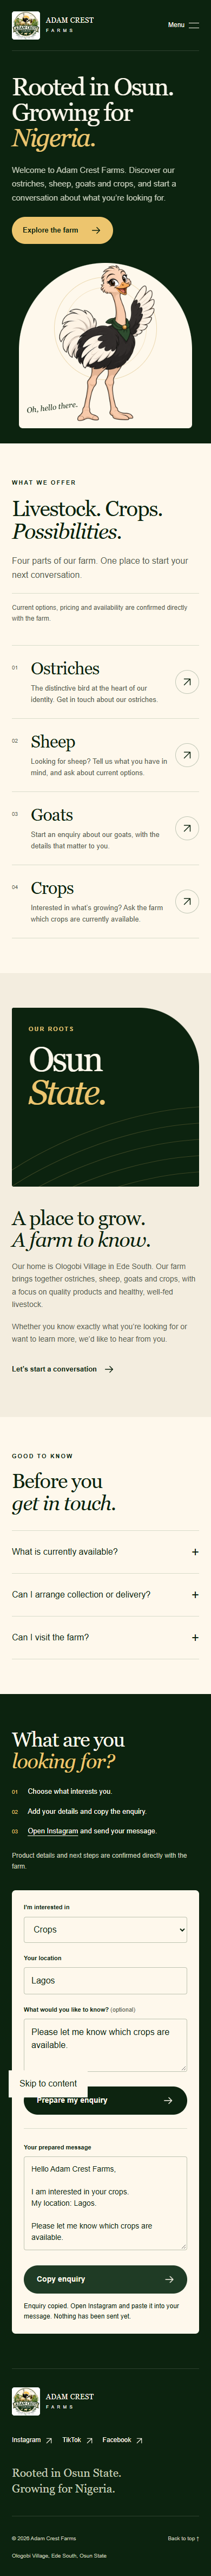 ADAM CREST
FARMS
Menu
Rooted in Osun.
Growing for
Nigeria.
Welcome to Adam Crest Farms. Discover our
ostriches, sheep, goats and crops, and start a
conversation about what you're looking for.
Explore the farm
Oh, hello there.
WHAT WE OFFER
Livestock. Crops.
Possibilities.
Four parts of our farm. One place to start your
next conversation.
Current options, pricing and availability are confirmed directly
with the farm.
01 Ostriches
The distinctive bird at the heart of our
identity. Get in touch about our ostriches.
02 Sheep
Looking for sheep? Tell us what you have in
mind, and ask about current options.
03 Goats
Start an enquiry about our goats, with the
details that matter to you.
04 Crops
Interested in what's growing? Ask the farm
which crops are currently available.
OUR ROOTS
Osun
State.
A place to grow.
A farm to know.
Our home is Ologobi Village in Ede South. Our farm
brings together ostriches, sheep, goats and crops, with
a focus on quality products and healthy, well-fed
livestock.
Whether you know exactly what you're looking for or
want to learn more, we'd like to hear from you.
Let's start a conversation
GOOD TO KNOW
Before you
get in touch.
What is currently available? +
Can I arrange collection or delivery? +
Can I visit the farm? +
What are you
looking for?
01 Choose what interests you.
02 Add your details and copy the enquiry.
03 Open Instagram and send your message.
Product details and next steps are confirmed directly with the
farm.
I'm interested in
Crops
Your location
Lagos
What would you like to know? (optional)
Please let me know which crops are
available.
Skip to content
Prepare my enquiry
Your prepared message
Hello Adam Crest Farms,
I am interested in your crops.
My location: Lagos.
Please let me know which crops are
available.
Copy enquiry
Enquiry copied. Open Instagram and paste it into your
message. Nothing has been sent yet.
ADAM CREST
FARMS
Instagram TikTok Facebook
Rooted in Osun State.
Growing for Nigeria.
© 2026 Adam Crest Farms Back to top ↑
Ologobi Village, Ede South, Osun State